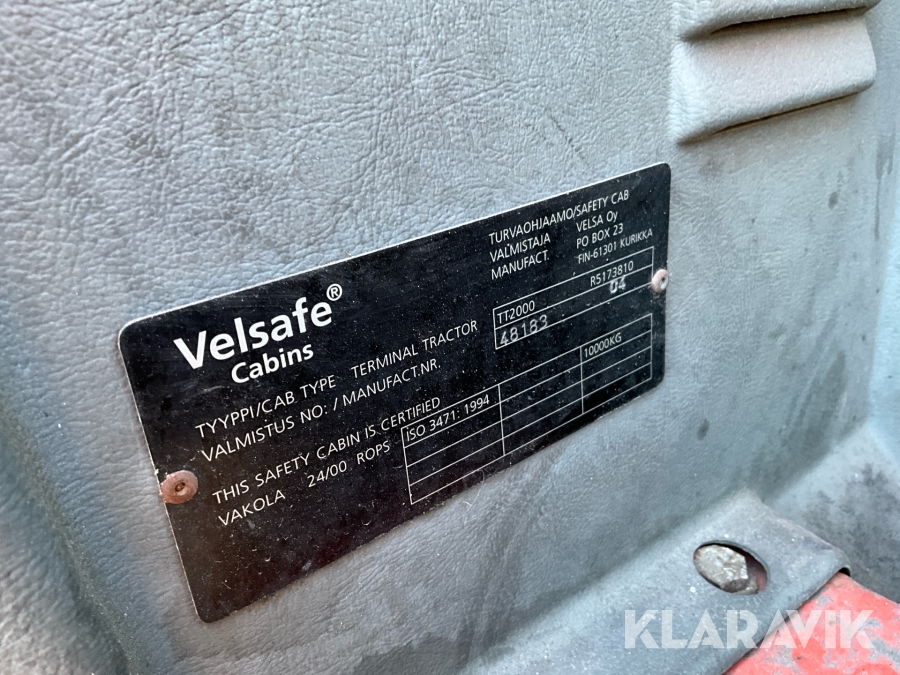 Velsafe®
Cabins
TURVAOHJAAMO/SAFETY CAB
VALMISTAJA VELSA Oy
MANUFACT. PO BOX 23
FIN-61301 KURIKKA
TYYPPI/CAB TYPE TERMINAL TRACTOR TT2000 R5173810
VALMISTUS NO: / MANUFACT.NR. 48183 04
THIS SAFETY CABIN IS CERTIFIED
VAKOLA 24/00 ROPS ISO 3471: 1994 10000KG
KLARAVIK